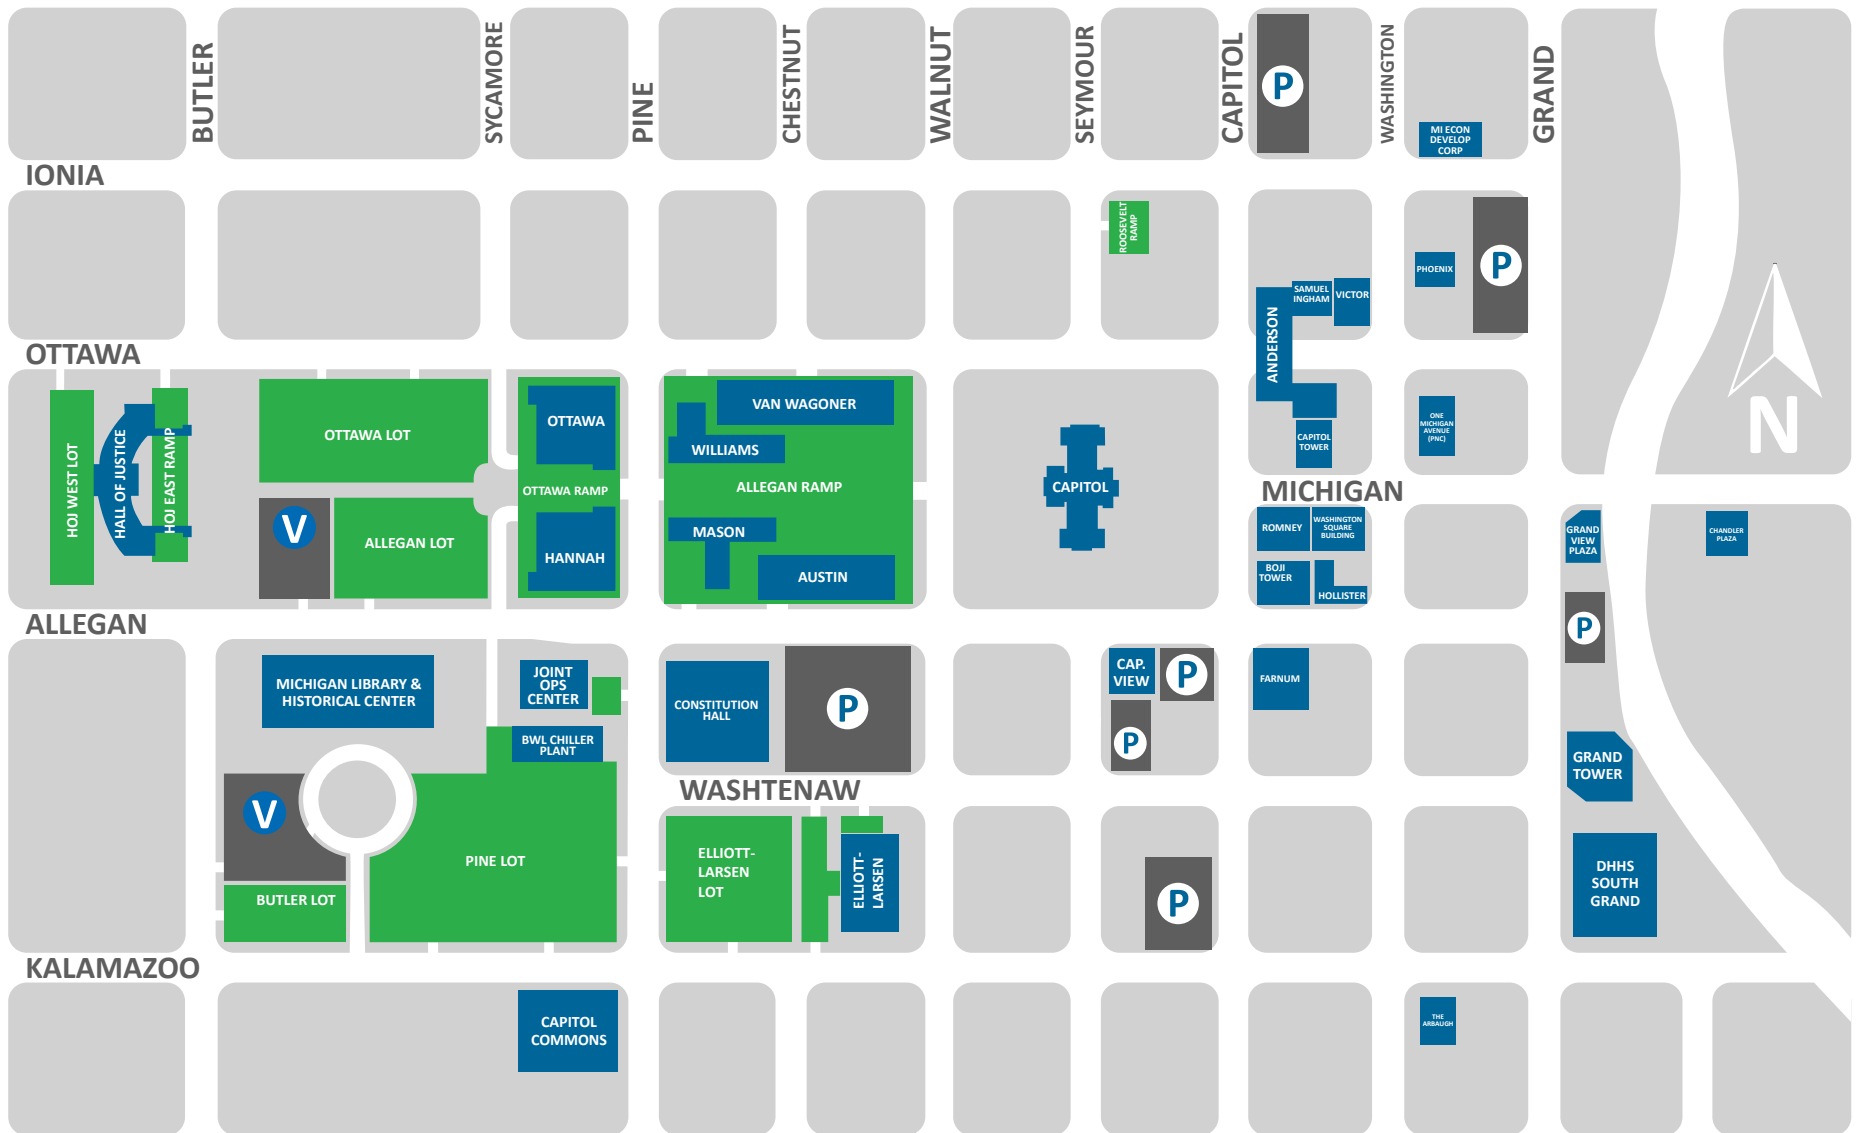 BUTLER
SYCAMORE
PINE
CHESTNUT
WALNUT
SEYMOUR
CAPITOL
WASHINGTON
GRAND
P
MI ECON
DEVELOP
CORP
IONIA
ROOSEVELT
RAMP
PHOENIX
P
SAMUEL
INGHAM
VICTOR
ANDERSON
OTTAWA
HOJ WEST LOT
HALL OF JUSTICE
HOJ EAST RAMP
OTTAWA LOT
OTTAWA
VAN WAGONER
WILLIAMS
CAPITOL
TOWER
ONE
MICHIGAN
AVENUE
(PNC)
N
OTTAWA RAMP
ALLEGAN RAMP
CAPITOL
MICHIGAN
V
ALLEGAN LOT
HANNAH
MASON
AUSTIN
ROMNEY
WASHINGTON
SQUARE
BUILDING
BOJI
TOWER
HOLLISTER
GRAND
VIEW
PLAZA
CHANDLER
PLAZA
ALLEGAN
P
MICHIGAN LIBRARY &
HISTORICAL CENTER
JOINT
OPS
CENTER
CONSTITUTION
HALL
P
CAP.
VIEW
P
P
FARNUM
BWL CHILLER
PLANT
GRAND
TOWER
WASHTENAW
V
PINE LOT
BUTLER LOT
ELLIOTT-
LARSEN
LOT
ELLIOTT-
LARSEN
P
DHHS
SOUTH
GRAND
KALAMAZOO
CAPITOL
COMMONS
THE
ARBAUGH